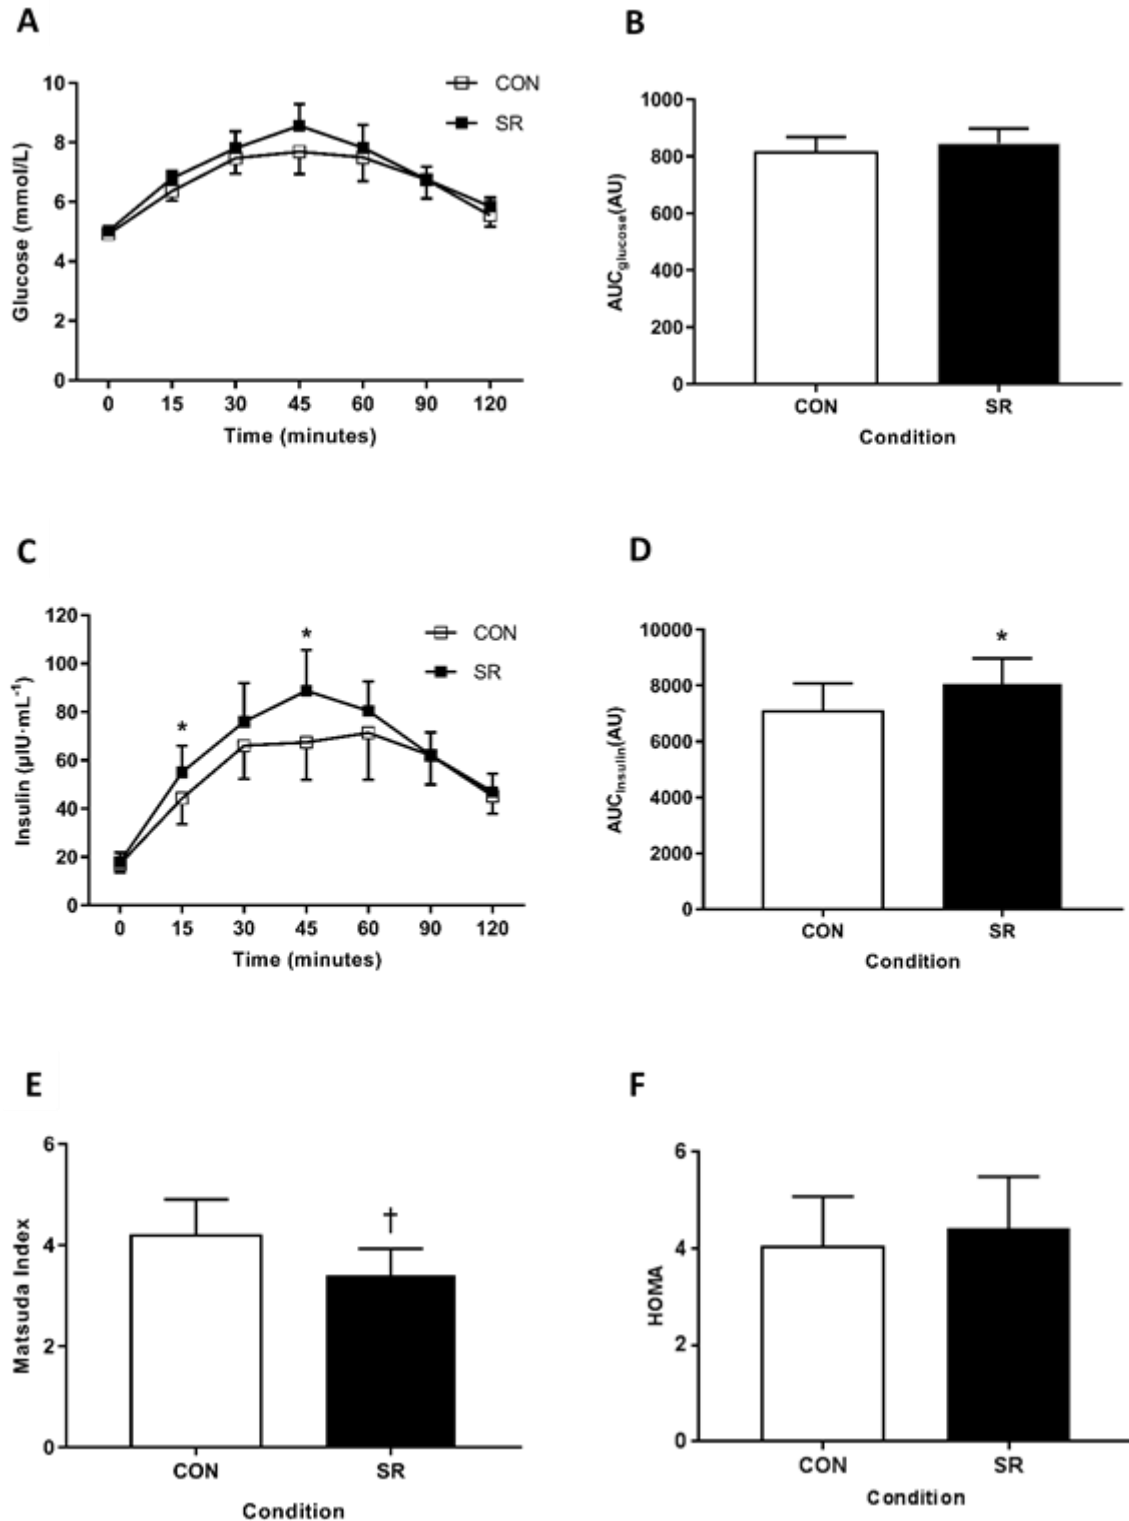 A
10
8
6
4
2
0
Glucose (mmol/L)
CON
SR
0 15 30 45 60 90 120
Time (minutes)
B
1000
800
600
400
200
0
AUCglucose(AU)
CON SR
Condition
C
120
100
80
60
40
20
0
Insulin (µIU·mL⁻¹)
CON
SR
*
*
0 15 30 45 60 90 120
Time (minutes)
D
10000
8000
6000
4000
2000
0
AUCInsulin(AU)
*
CON SR
Condition
E
6
4
2
0
Matsuda Index
†
CON SR
Condition
F
6
4
2
0
HOMA
CON SR
Condition